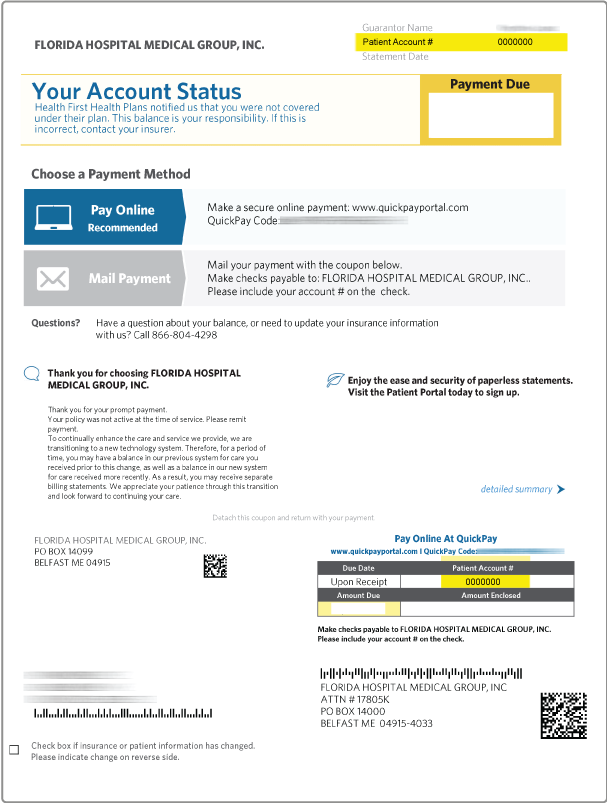 Guarantor Name
FLORIDA HOSPITAL MEDICAL GROUP, INC.
Patient Account # 0000000
Statement Date
Your Account Status
Health First Health Plans notified us that you were not covered
under their plan. This balance is your responsibility. If this is
incorrect, contact your insurer.
Payment Due
Choose a Payment Method
Pay Online
Recommended
Make a secure online payment: www.quickpayportal.com
QuickPay Code:
Mail Payment
Mail your payment with the coupon below.
Make checks payable to: FLORIDA HOSPITAL MEDICAL GROUP, INC..
Please include your account # on the check.
Questions? Have a question about your balance, or need to update your insurance information
with us? Call 866-804-4298
Thank you for choosing FLORIDA HOSPITAL
MEDICAL GROUP, INC.
Thank you for your prompt payment.
Your policy was not active at the time of service. Please remit
payment.
To continually enhance the care and service we provide, we are
transitioning to a new technology system. Therefore, for a period of
time, you may have a balance in our previous system for care you
received prior to this change, as well as a balance in our new system
for care received more recently. As a result, you may receive separate
billing statements. We appreciate your patience through this transition
and look forward to continuing your care.
Enjoy the ease and security of paperless statements.
Visit the Patient Portal today to sign up.
detailed summary
Detach this coupon and return with your payment.
FLORIDA HOSPITAL MEDICAL GROUP, INC.
PO BOX 14099
BELFAST ME 04915
Pay Online At QuickPay
www.quickpayportal.com I QuickPay Code:
Due Date Patient Account #
Upon Receipt 0000000
Amount Due Amount Enclosed
Make checks payable to FLORIDA HOSPITAL MEDICAL GROUP, INC.
Please include your account # on the check.
FLORIDA HOSPITAL MEDICAL GROUP, INC
ATTN # 17805K
PO BOX 14000
BELFAST ME 04915-4033
Check box if insurance or patient information has changed.
Please indicate change on reverse side.